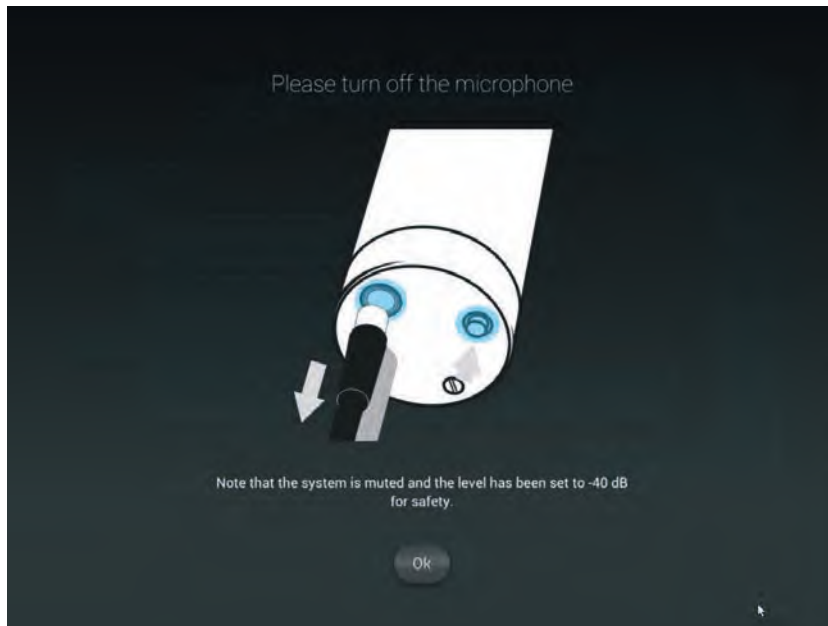 Please turn off the microphone
Note that the system is muted and the level has been set to -40 dB
for safety.
Ok